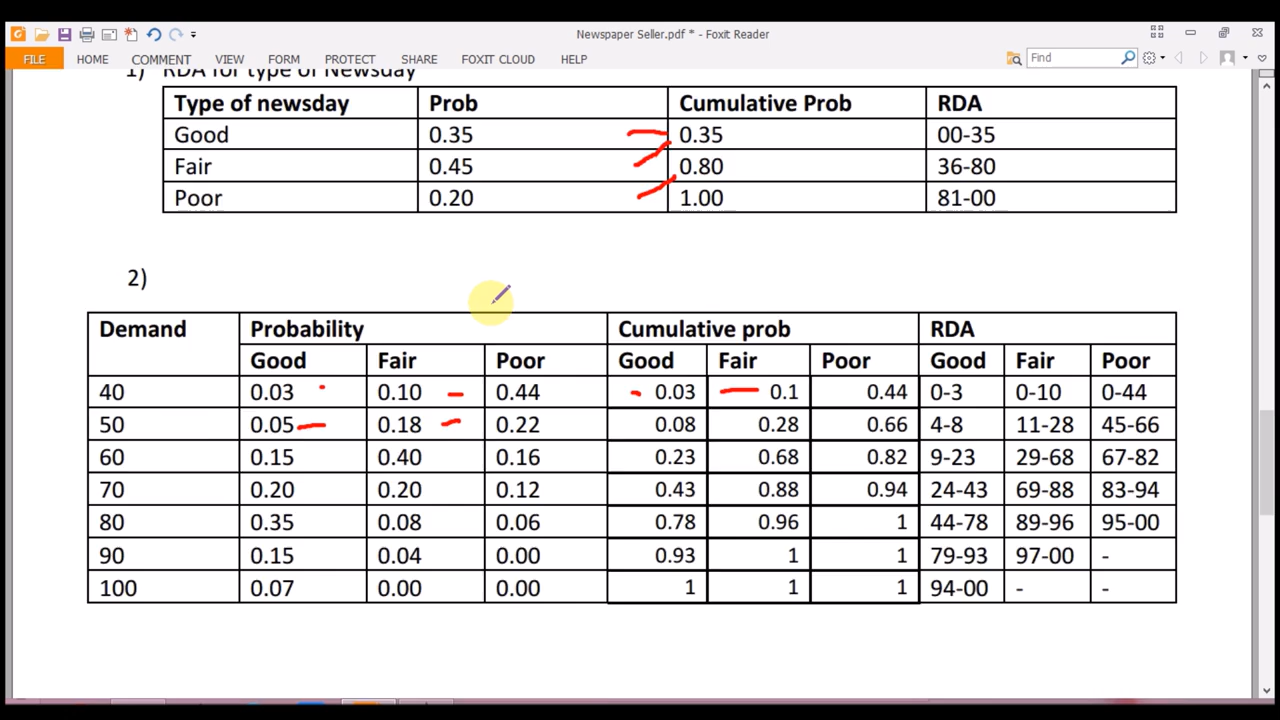 Newspaper Seller.pdf * - Foxit Reader
FILE HOME COMMENT VIEW FORM PROTECT SHARE FOXIT CLOUD HELP Find
1) RDA for type of Newsday
Type of newsday Prob Cumulative Prob RDA
Good 0.35 0.35 00-35
Fair 0.45 0.80 36-80
Poor 0.20 1.00 81-00
2)
Demand Probability Cumulative prob RDA
Good Fair Poor Good Fair Poor Good Fair Poor
40 0.03 0.10 0.44 0.03 0.1 0.44 0-3 0-10 0-44
50 0.05 0.18 0.22 0.08 0.28 0.66 4-8 11-28 45-66
60 0.15 0.40 0.16 0.23 0.68 0.82 9-23 29-68 67-82
70 0.20 0.20 0.12 0.43 0.88 0.94 24-43 69-88 83-94
80 0.35 0.08 0.06 0.78 0.96 1 44-78 89-96 95-00
90 0.15 0.04 0.00 0.93 1 1 79-93 97-00 -
100 0.07 0.00 0.00 1 1 1 94-00 - -